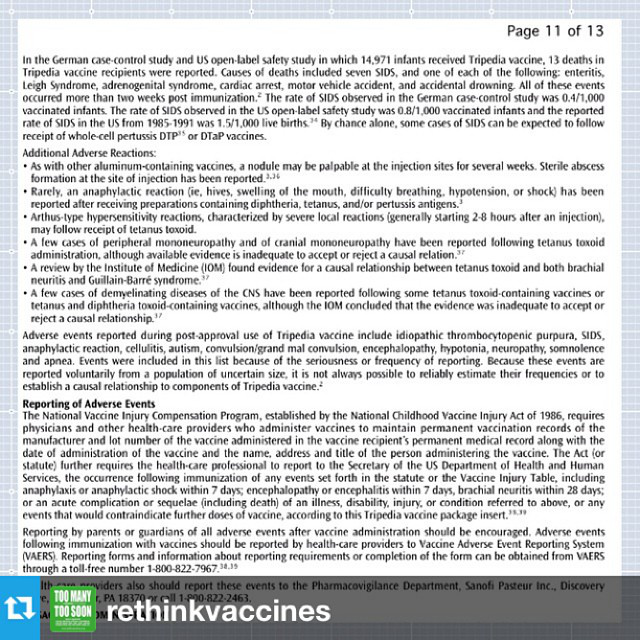 Page 11 of 13
In the German case-control study and US open-label safety study in which 14,971 infants received Tripedia vaccine, 13 deaths in
Tripedia vaccine recipients were reported. Causes of deaths included seven SIDS, and one of each of the following: enteritis,
Leigh Syndrome, adrenogenital syndrome, cardiac arrest, motor vehicle accident, and accidental drowning. All of these events
occurred more than two weeks post immunization.2 The rate of SIDS observed in the German case-control study was 0.4/1,000
vaccinated infants. The rate of SIDS observed in the US open-label safety study was 0.8/1,000 vaccinated infants and the reported
rate of SIDS in the US from 1985-1991 was 1.5/1,000 live births.34 By chance alone, some cases of SIDS can be expected to follow
receipt of whole-cell pertussis DTP35 or DTaP vaccines.
Additional Adverse Reactions:
• As with other aluminum-containing vaccines, a nodule may be palpable at the injection sites for several weeks. Sterile abscess
formation at the site of injection has been reported.3,36
• Rarely, an anaphylactic reaction (ie, hives, swelling of the mouth, difficulty breathing, hypotension, or shock) has been
reported after receiving preparations containing diphtheria, tetanus, and/or pertussis antigens.3
• Arthus-type hypersensitivity reactions, characterized by severe local reactions (generally starting 2-8 hours after an injection),
may follow receipt of tetanus toxoid.
• A few cases of peripheral mononeuropathy and of cranial mononeuropathy have been reported following tetanus toxoid
administration, although available evidence is inadequate to accept or reject a causal relation.37
• A review by the Institute of Medicine (IOM) found evidence for a causal relationship between tetanus toxoid and both brachial
neuritis and Guillain-Barré syndrome.37
• A few cases of demyelinating diseases of the CNS have been reported following some tetanus toxoid-containing vaccines or
tetanus and diphtheria toxoid-containing vaccines, although the IOM concluded that the evidence was inadequate to accept or
reject a causal relationship.37
Adverse events reported during post-approval use of Tripedia vaccine include idiopathic thrombocytopenic purpura, SIDS,
anaphylactic reaction, cellulitis, autism, convulsion/grand mal convulsion, encephalopathy, hypotonia, neuropathy, somnolence
and apnea. Events were included in this list because of the seriousness or frequency of reporting. Because these events are
reported voluntarily from a population of uncertain size, it is not always possible to reliably estimate their frequencies or to
establish a causal relationship to components of Tripedia vaccine.2
Reporting of Adverse Events
The National Vaccine Injury Compensation Program, established by the National Childhood Vaccine Injury Act of 1986, requires
physicians and other health-care providers who administer vaccines to maintain permanent vaccination records of the
manufacturer and lot number of the vaccine administered in the vaccine recipient's permanent medical record along with the
date of administration of the vaccine and the name, address and title of the person administering the vaccine. The Act (or
statute) further requires the health-care professional to report to the Secretary of the US Department of Health and Human
Services, the occurrence following immunization of any events set forth in the statute or the Vaccine Injury Table, including
anaphylaxis or anaphylactic shock within 7 days; encephalopathy or encephalitis within 7 days, brachial neuritis within 28 days;
or an acute complication or sequelae (including death) of an illness, disability, injury, or condition referred to above, or any
events that would contraindicate further doses of vaccine, according to this Tripedia vaccine package insert.38,39
Reporting by parents or guardians of all adverse events after vaccine administration should be encouraged. Adverse events
following immunization with vaccines should be reported by health-care providers to Vaccine Adverse Event Reporting System
(VAERS). Reporting forms and information about reporting requirements or completion of the form can be obtained from VAERS
through a toll-free number 1-800-822-7967.38,39
providers also should report these events to the Pharmacovigilance Department, Sanofi Pasteur Inc., Discovery
PA 18370 or call 1-800-822-2463.
TOO MANY
TOO SOON
rethinkvaccines